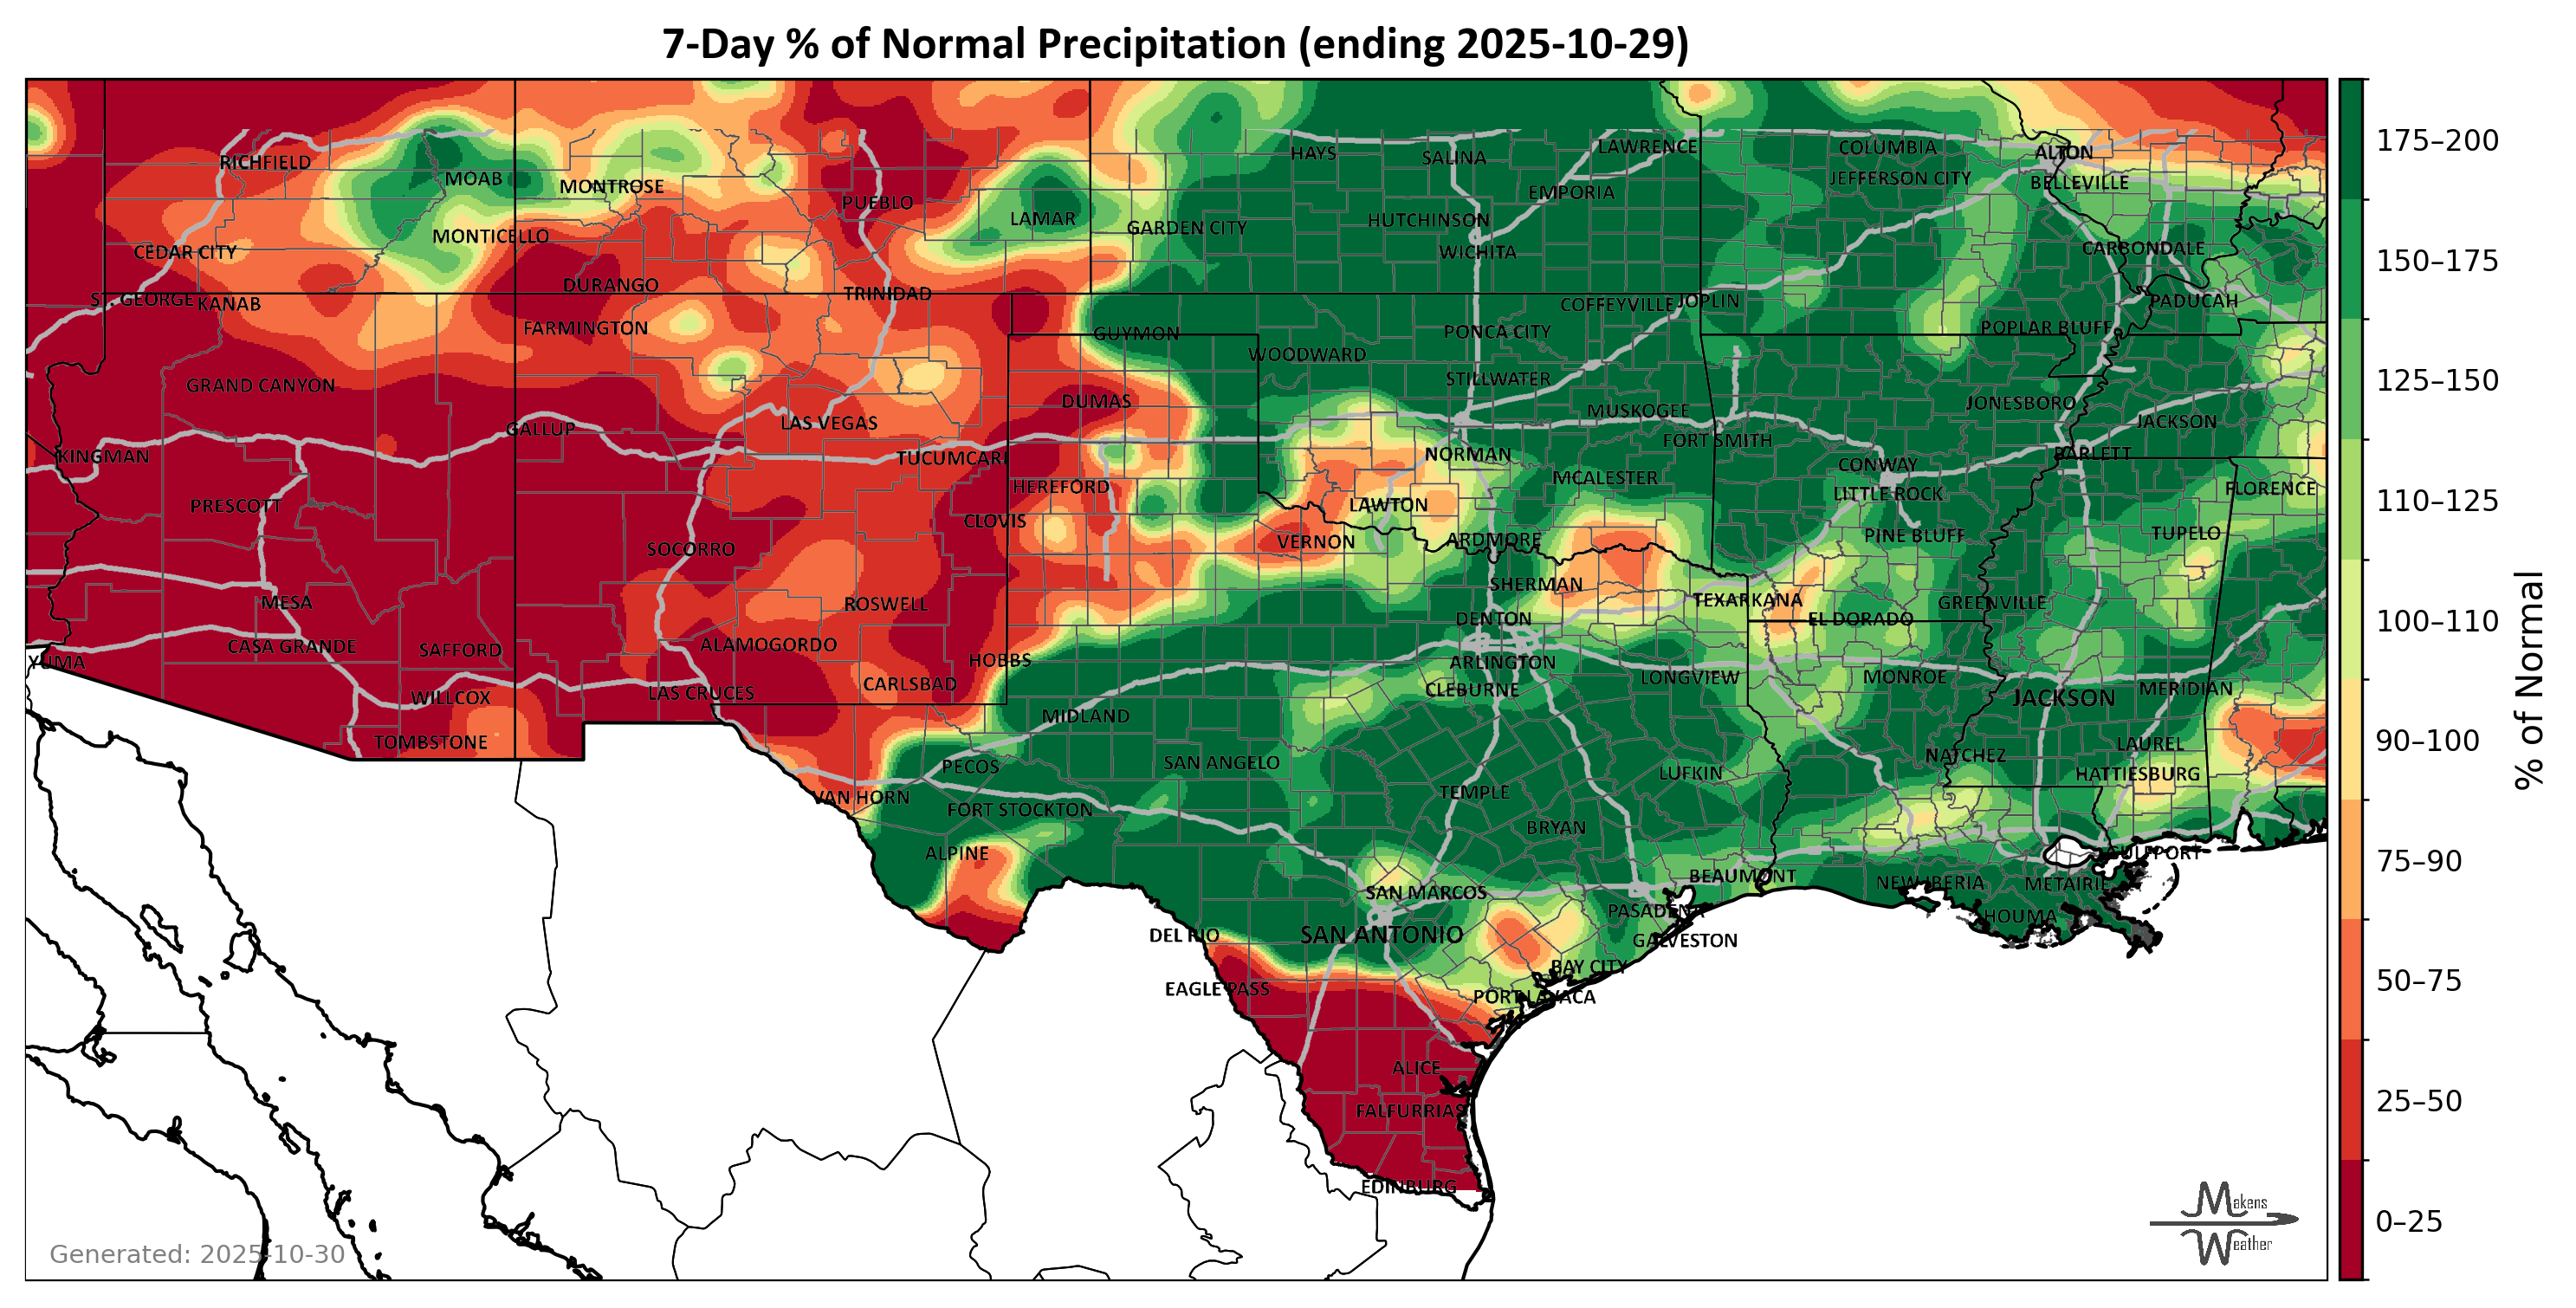 7-Day % of Normal Precipitation (ending 2025-10-29)
HAYS
SALINA
LAWRENCE
COLUMBIA
ALTON
RICHFIELD
MOAB
MONTROSE
EMPORIA
JEFFERSON CITY
BELLEVILLE
PUEBLO
LAMAR
GARDEN CITY
HUTCHINSON
MONTICELLO
CEDAR CITY
WICHITA
CARBONDALE
DURANGO
TRINIDAD
ST. GEORGE
KANAB
COFFEYVILLE
JOPLIN
PADUCAH
FARMINGTON
GUYMON
PONCA CITY
POPLAR BLUFF
WOODWARD
GRAND CANYON
STILLWATER
DUMAS
MUSKOGEE
JONESBORO
GALLUP
LAS VEGAS
JACKSON
FORT SMITH
KINGMAN
TUCUMCARI
NORMAN
BARLETT
CONWAY
HEREFORD
MCALESTER
LITTLE ROCK
FLORENCE
PRESCOTT
LAWTON
CLOVIS
TUPELO
SOCORRO
VERNON
ARDMORE
PINE BLUFF
SHERMAN
MESA
ROSWELL
TEXARKANA
GREENVILLE
DENTON
EL DORADO
CASA GRANDE
SAFFORD
ALAMOGORDO
YUMA
HOBBS
ARLINGTON
WILLCOX
LAS CRUCES
CARLSBAD
CLEBURNE
LONGVIEW
MONROE
JACKSON
MERIDIAN
MIDLAND
TOMBSTONE
PECOS
SAN ANGELO
LUFKIN
NATCHEZ
LAUREL
HATTIESBURG
VAN HORN
FORT STOCKTON
TEMPLE
BRYAN
ALPINE
GULFPORT
SAN MARCOS
BEAUMONT
NEW IBERIA
METAIRIE
PASADENA
HOUMA
DEL RIO
SAN ANTONIO
GALVESTON
BAY CITY
EAGLE PASS
PORT LAVACA
ALICE
FALFURRIAS
EDINBURG
Generated: 2025-10-30
Makens
Weather
175–200
150–175
125–150
110–125
100–110
90–100
75–90
50–75
25–50
0–25
% of Normal